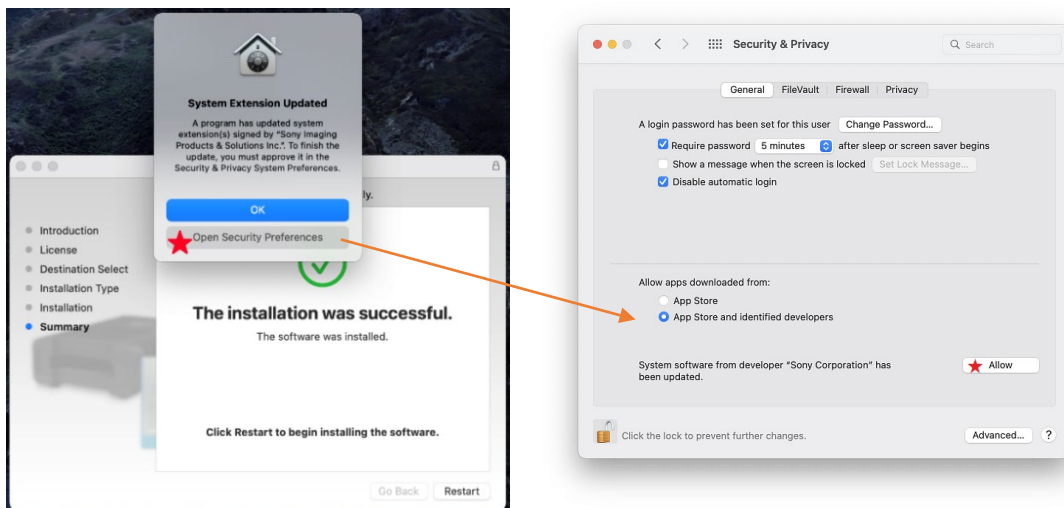 System Extension Updated
A program has updated system
extension(s) signed by "Sony Imaging
Products & Solutions Inc.". To finish the
update, you must approve it in the
Security & Privacy System Preferences.
OK
Open Security Preferences
ly.
Introduction
License
Destination Select
Installation Type
Installation
Summary
The installation was successful.
The software was installed.
Click Restart to begin installing the software.
Go Back
Restart
Security & Privacy
Search
General
FileVault
Firewall
Privacy
A login password has been set for this user
Change Password...
Require password 5 minutes after sleep or screen saver begins
Show a message when the screen is locked
Set Lock Message...
Disable automatic login
Allow apps downloaded from:
App Store
App Store and identified developers
System software from developer "Sony Corporation" has
been updated.
Allow
Click the lock to prevent further changes.
Advanced...
?